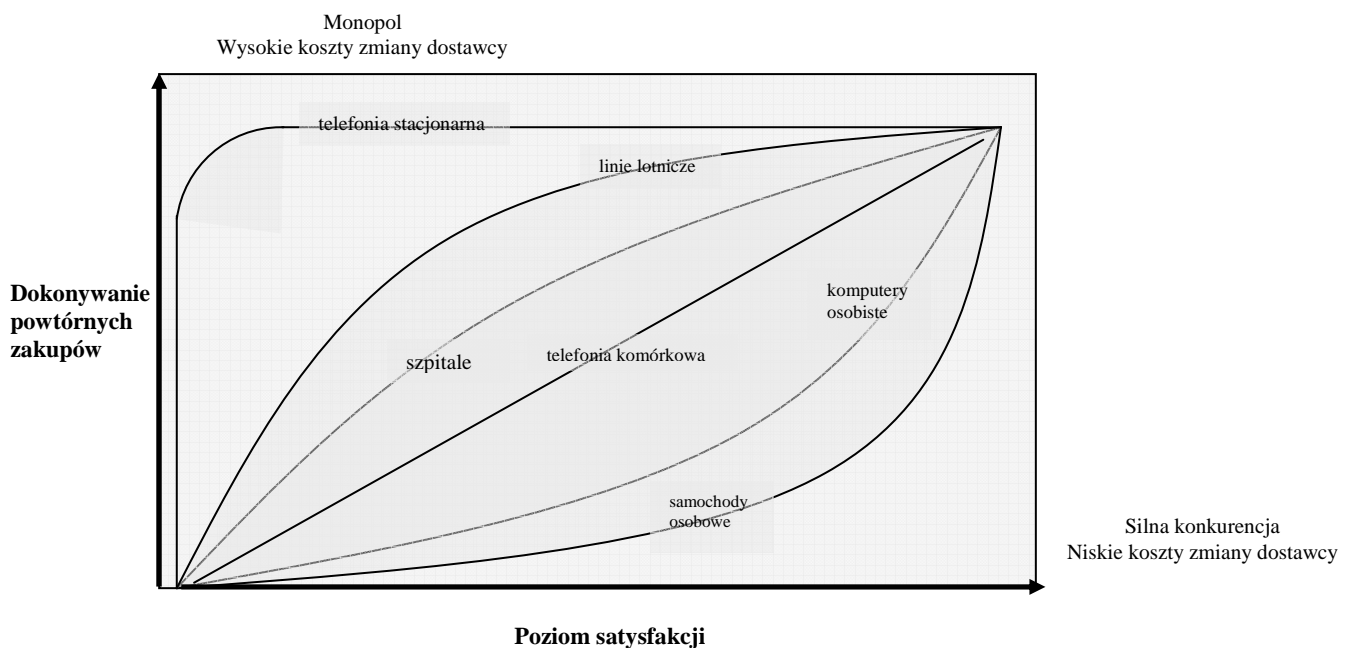 Monopol
Wysokie koszty zmiany dostawcy
telefonia stacjonarna
linie lotnicze
Dokonywanie
powtórnych
zakupów
komputery
osobiste
szpitale
telefonia komórkowa
samochody
osobowe
Silna konkurencja
Niskie koszty zmiany dostawcy
Poziom satysfakcji